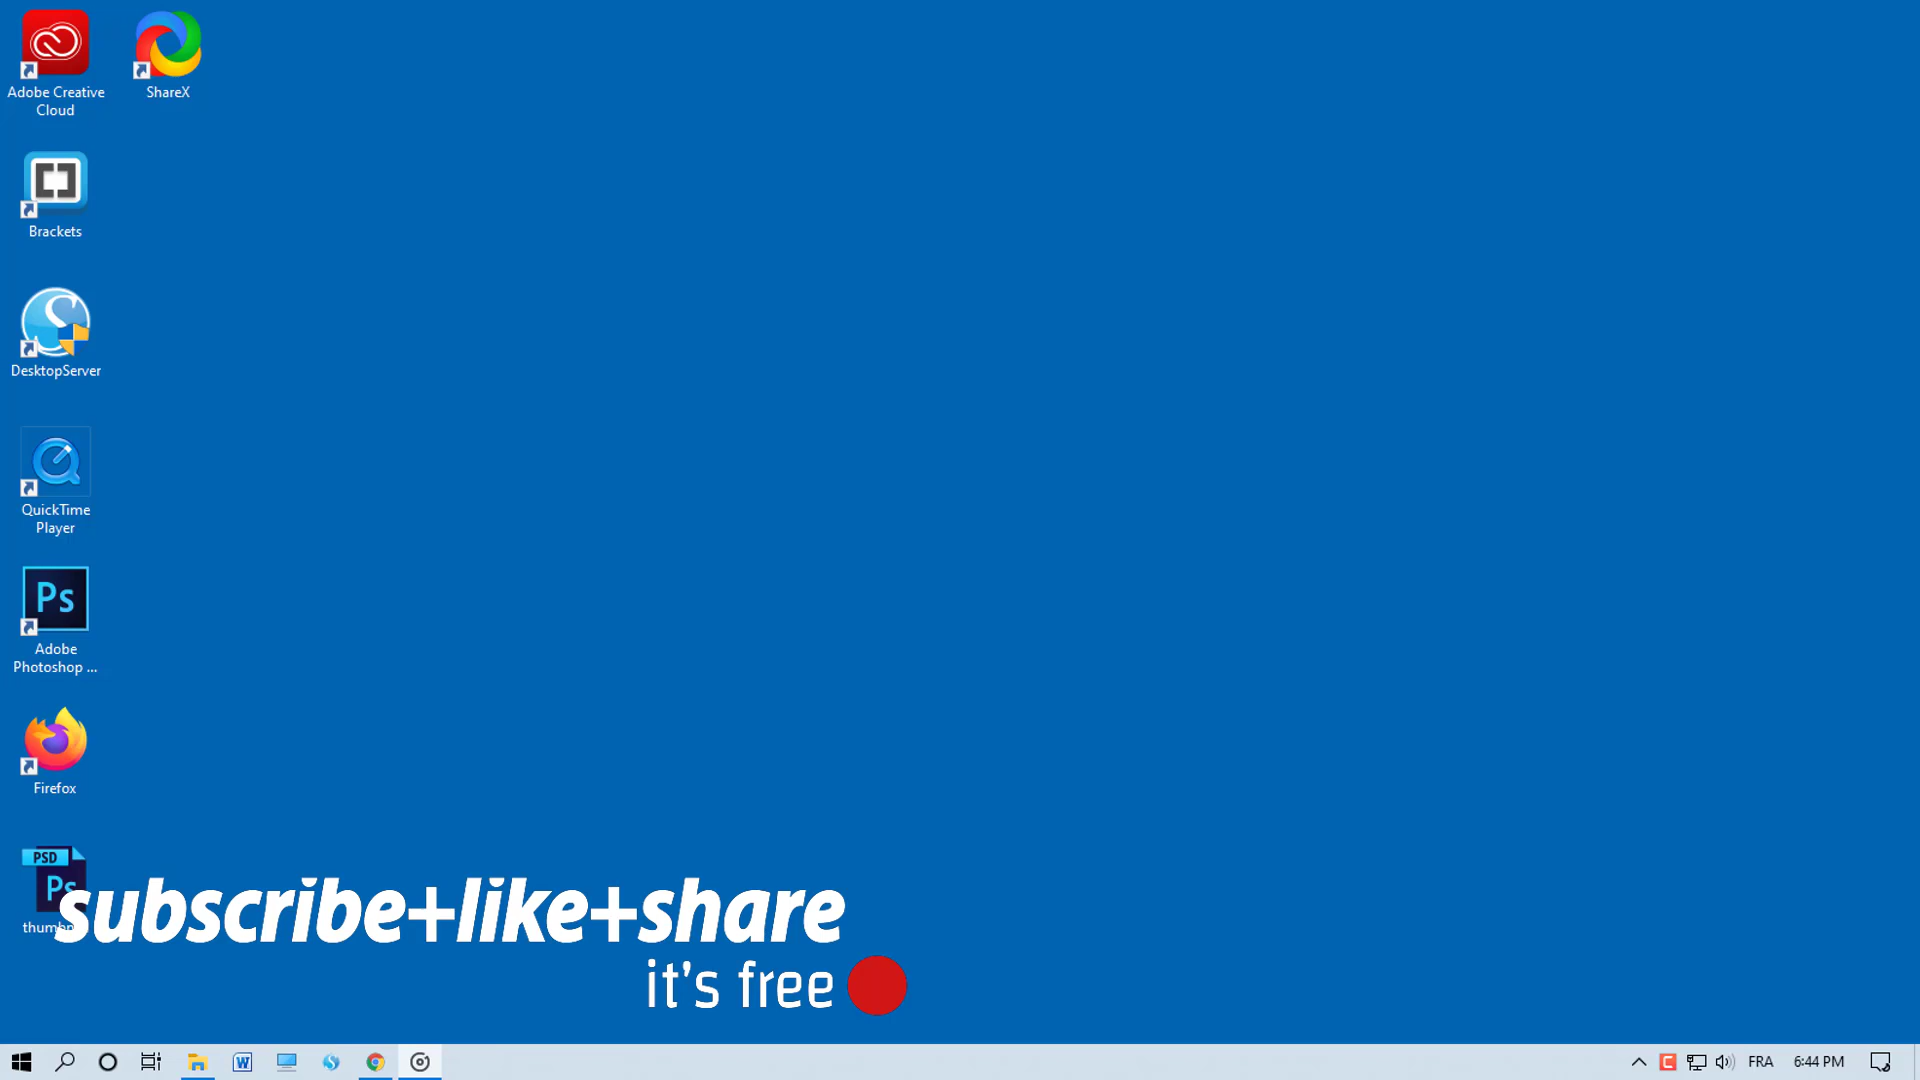 Adobe Creative
Cloud
ShareX
Brackets
DesktopServer
QuickTime
Player
Ps
Adobe
Photoshop ...
Firefox
PSD
Ps
subscribe+like+share
it's free
FRA
6:44 PM